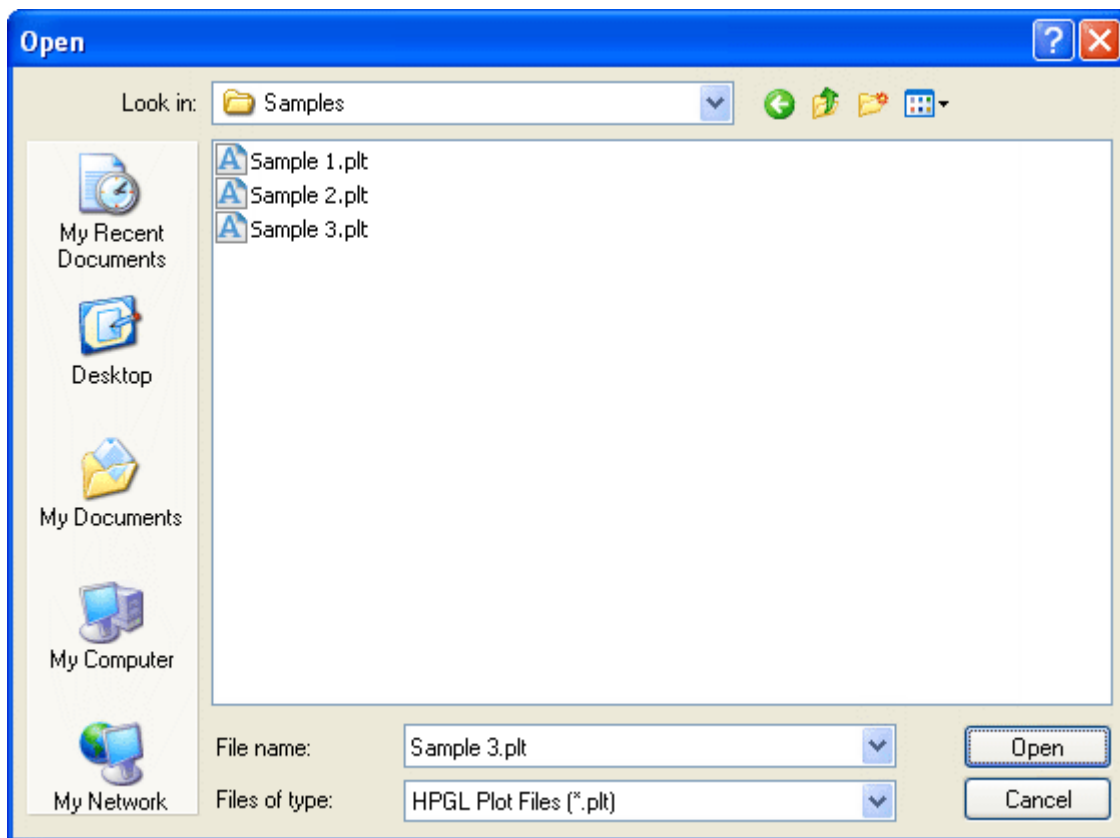 Open
Look in: Samples
Sample 1.plt
Sample 2.plt
Sample 3.plt
My Recent
Documents
Desktop
My Documents
My Computer
My Network
File name: Sample 3.plt Open
Files of type: HPGL Plot Files (*.plt) Cancel